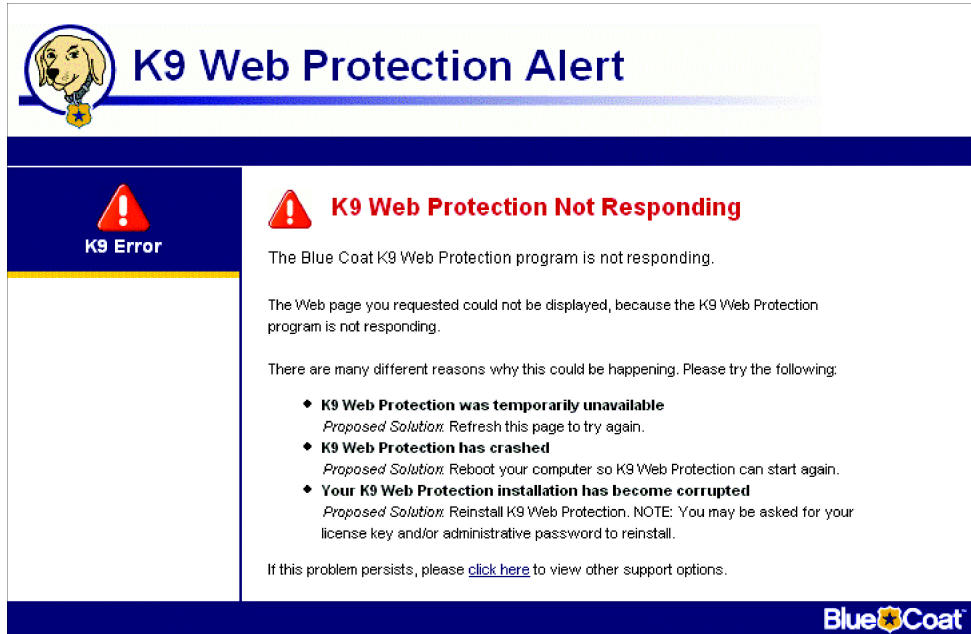 K9 Web Protection Alert
K9 Error
K9 Web Protection Not Responding
The Blue Coat K9 Web Protection program is not responding.
The Web page you requested could not be displayed, because the K9 Web Protection
program is not responding.
There are many different reasons why this could be happening. Please try the following:
K9 Web Protection was temporarily unavailable
Proposed Solution: Refresh this page to try again.
K9 Web Protection has crashed
Proposed Solution: Reboot your computer so K9 Web Protection can start again.
Your K9 Web Protection installation has become corrupted
Proposed Solution: Reinstall K9 Web Protection. NOTE: You may be asked for your
license key and/or administrative password to reinstall.
If this problem persists, please click here to view other support options.
Blue Coat